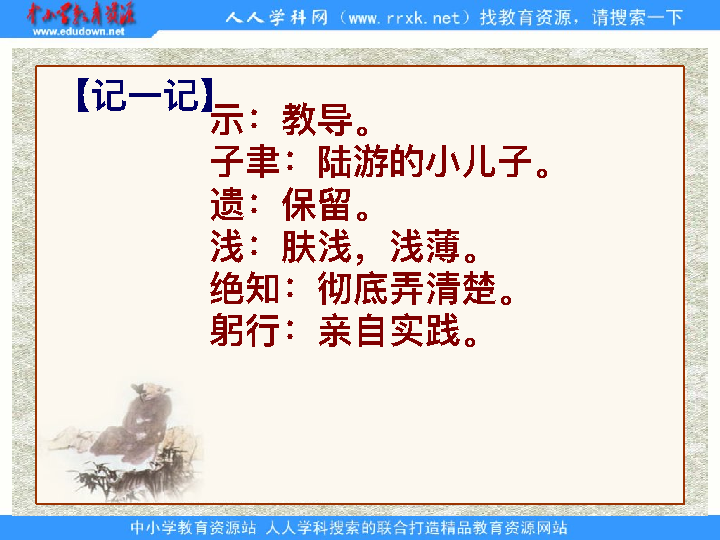 中小学教育资源
www.edudown.net
人人学科网（www.rrxk.net）找教育资源，请搜索一下
【记一记】
示：教导。
子聿：陆游的小儿子。
遗：保留。
浅：肤浅，浅薄。
绝知：彻底弄清楚。
躬行：亲自实践。
中小学教育资源站 人人学科搜索的联合打造精品教育资源网站